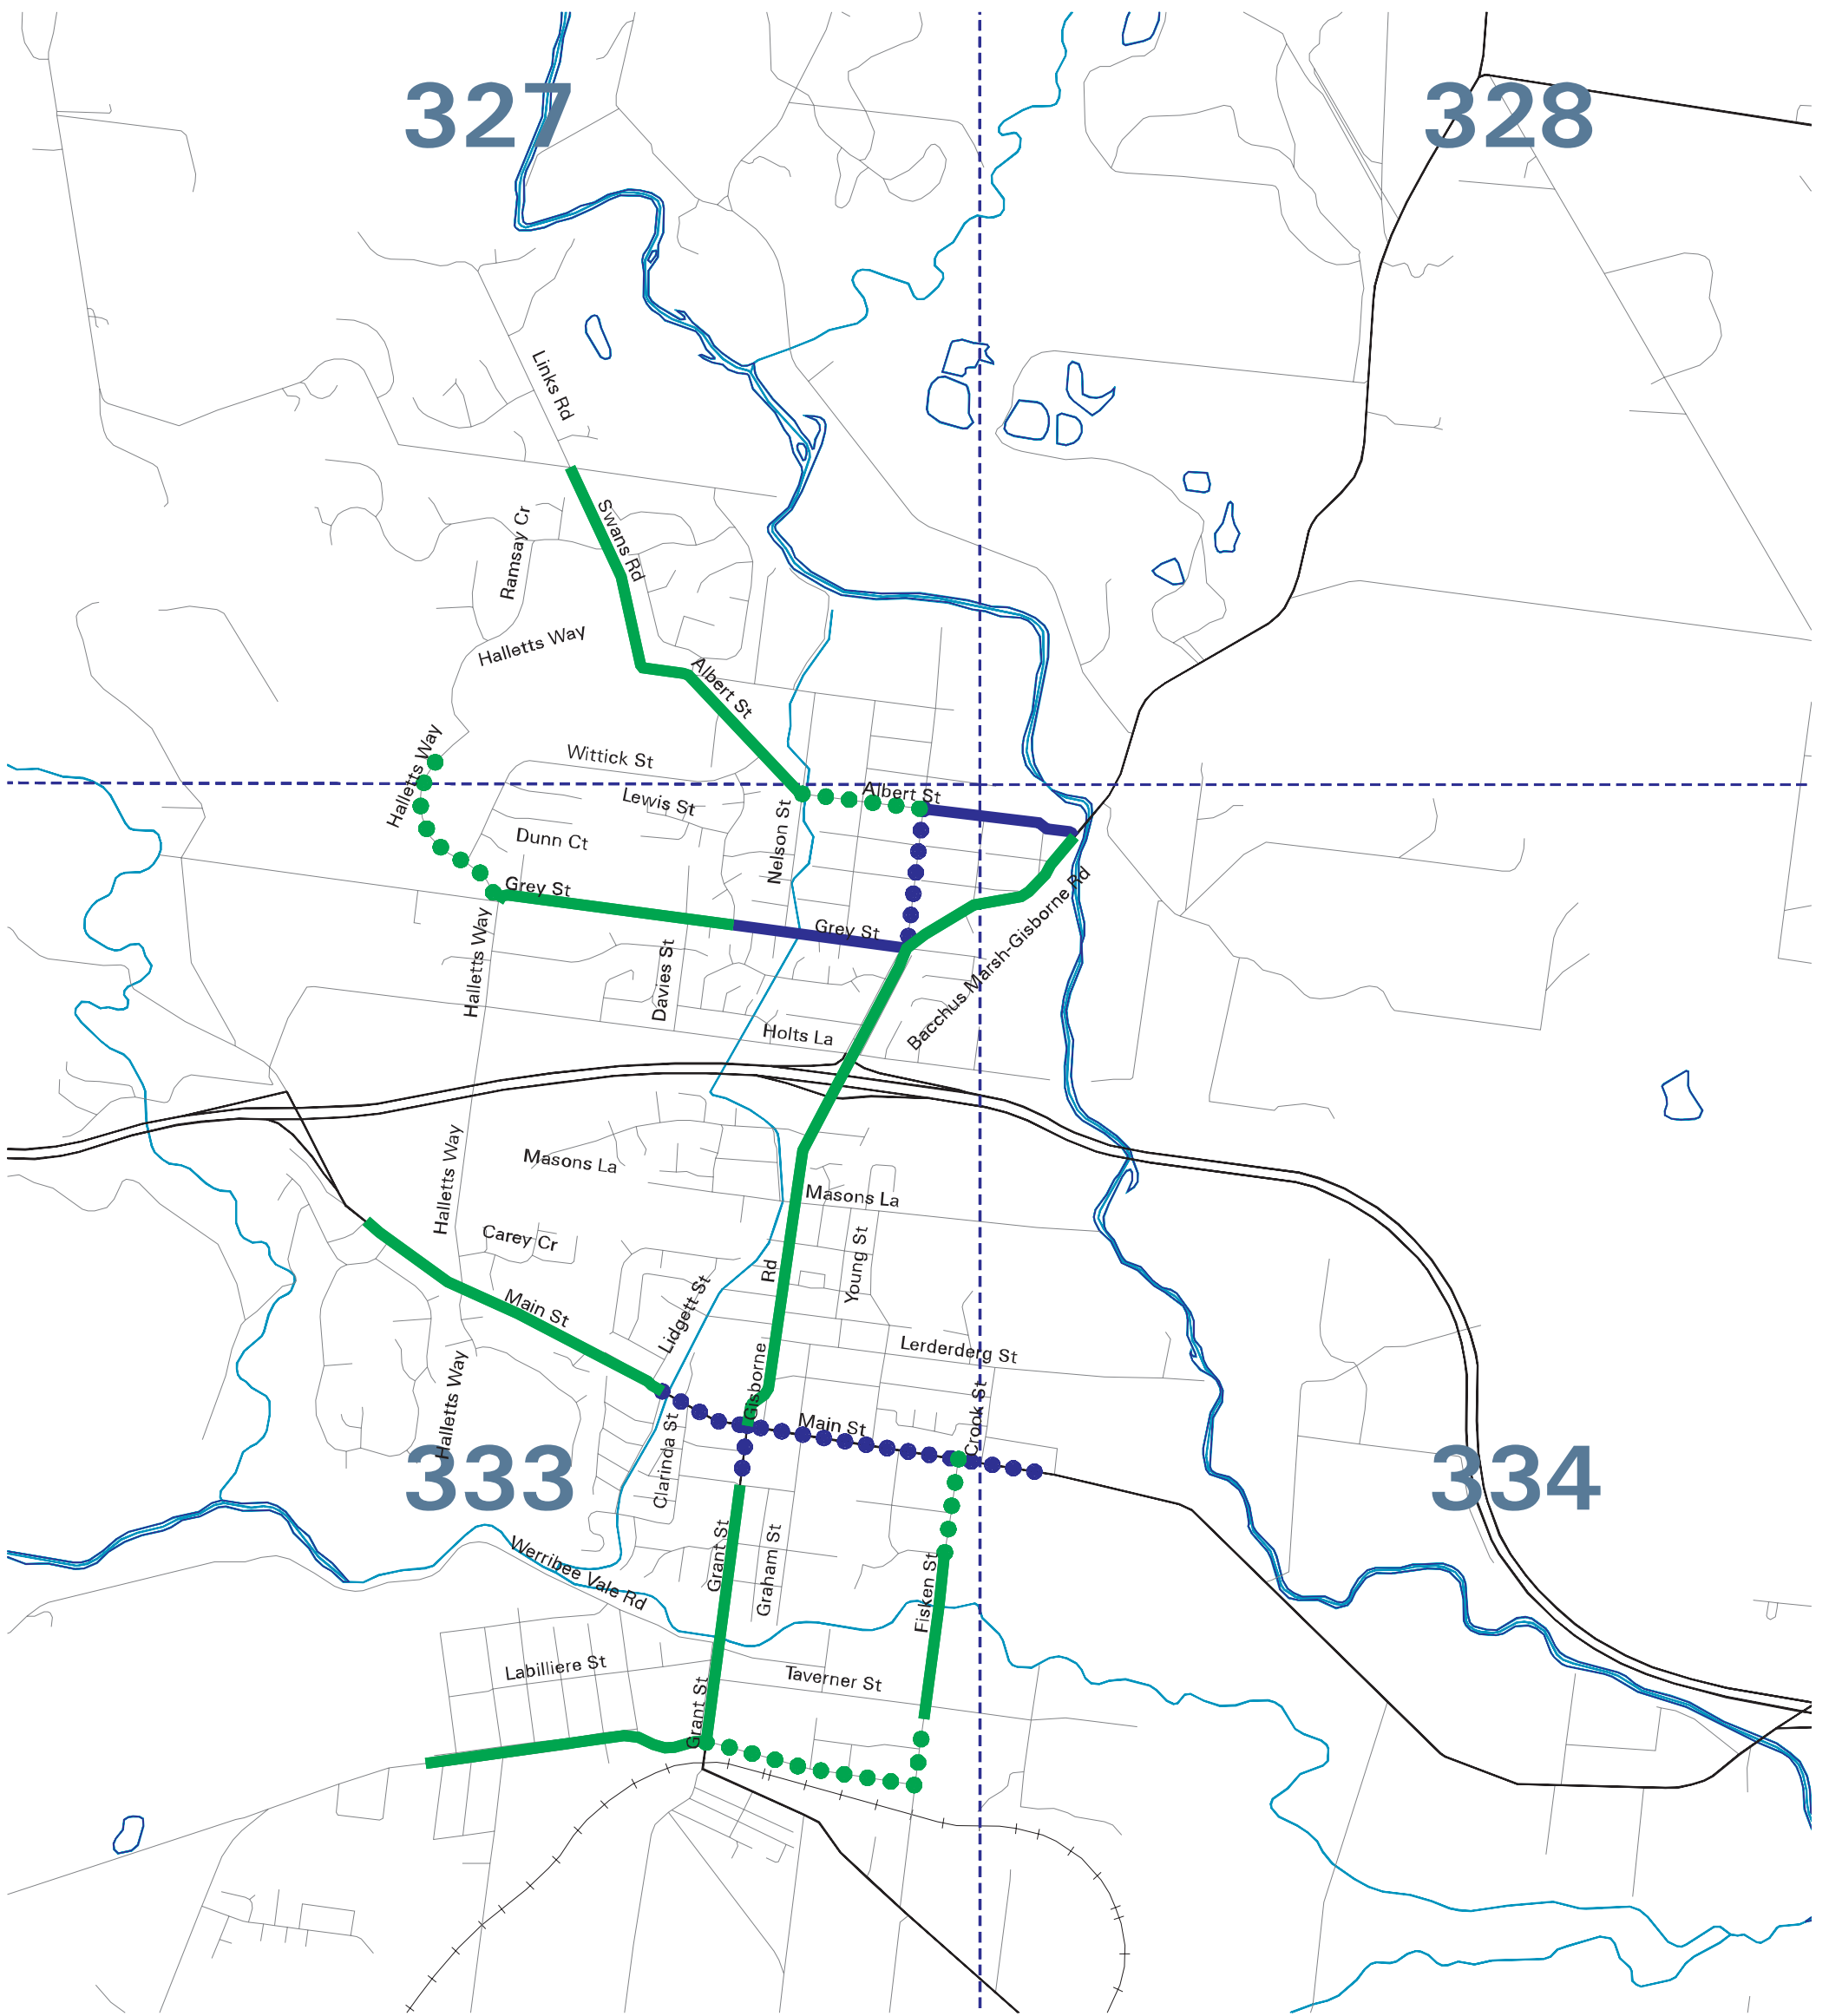 327
328
Links Rd
Swans Rd
Ramsay Cr
Halletts Way
Albert St
Halletts Way
Wittick St
Lewis St
Albert St
Dunn Ct
Nelson St
Grey St
Grey St
Halletts Way
Davies St
Bacchus Marsh-Gisborne Rd
Holts La
Masons La
Halletts Way
Masons La
Carey Cr
Young St
Rd
Main St
Lidgett St
Lerderderg St
Gisborne
Halletts Way
Crook St
Main St
Clarinda St
333
334
Grant St
Graham St
Werribee Vale Rd
Fisken St
Labilliere St
Taverner St
Grant St